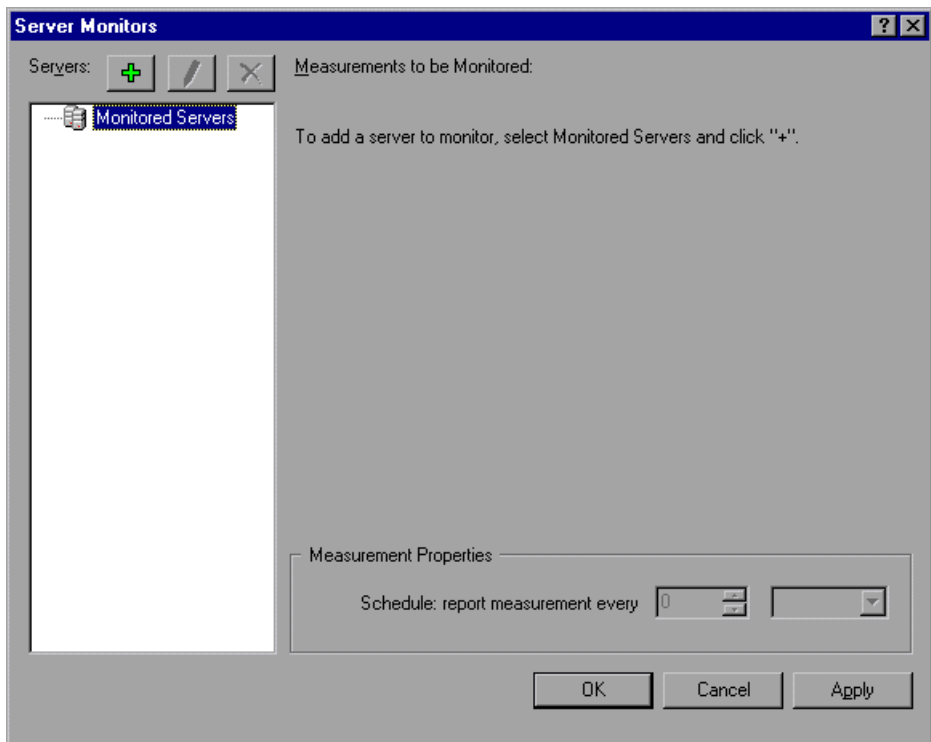 Server Monitors
Servers:
Measurements to be Monitored:
Monitored Servers
To add a server to monitor, select Monitored Servers and click "+".
Measurement Properties
Schedule: report measurement every 0
OK Cancel Apply